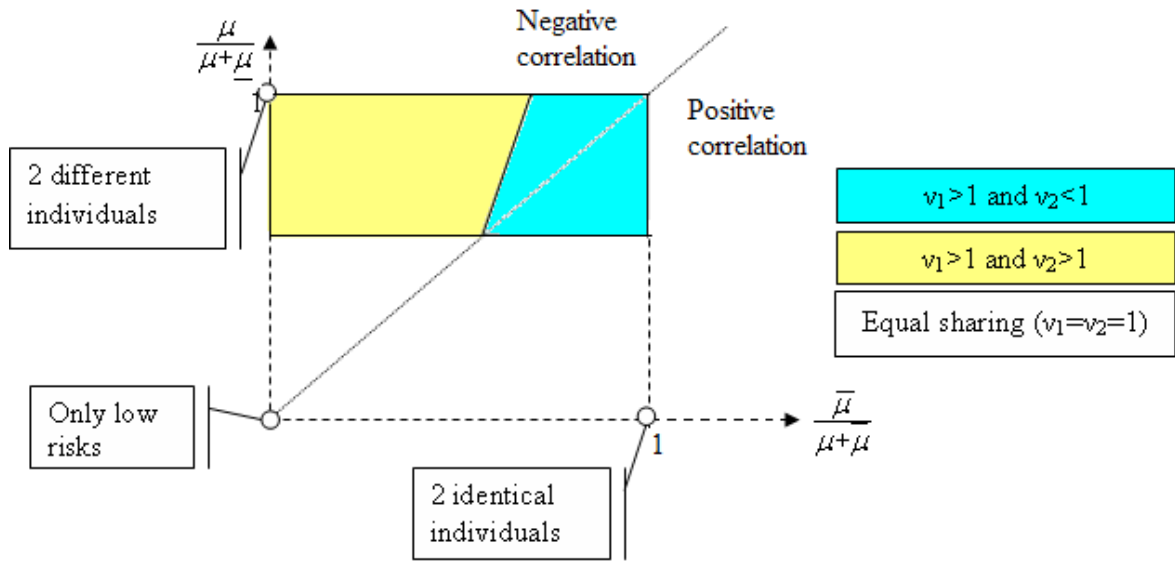 Negative
correlation
μ
μ+μ̲
1
Positive
correlation
2 different
individuals
v₁>1 and v₂<1
v₁>1 and v₂>1
Equal sharing (v₁=v₂=1)
Only low
risks
μ̅
μ+μ̅
1
2 identical
individuals